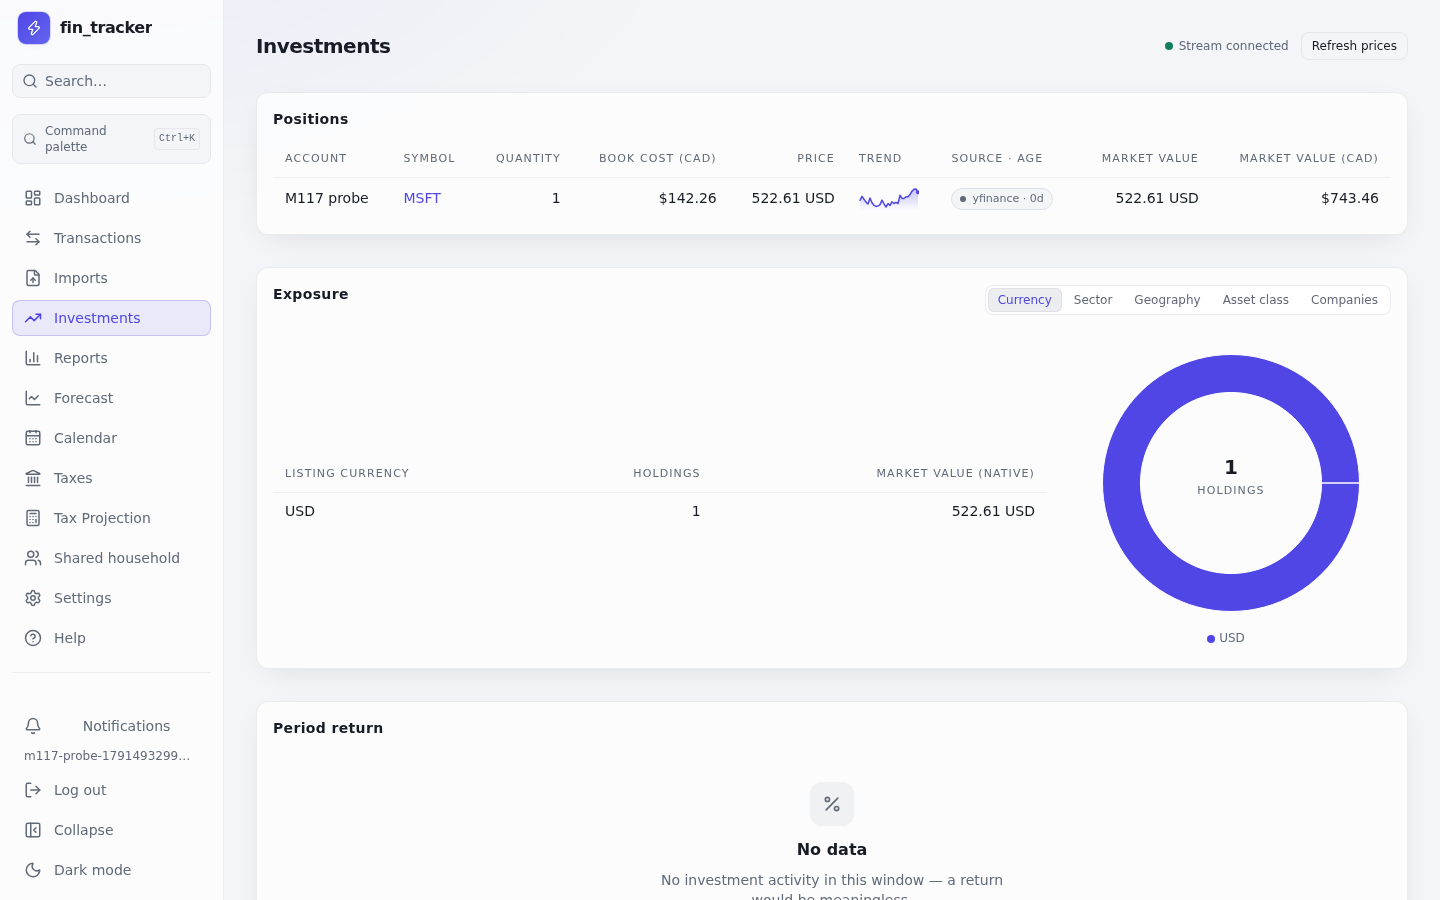 fin_tracker
Search...
Command palette
Ctrl+K
Dashboard
Transactions
Imports
Investments
Reports
Forecast
Calendar
Taxes
Tax Projection
Shared household
Settings
Help
Notifications
m117-probe-1791493299...
Log out
Collapse
Dark mode
Investments
Stream connected
Refresh prices
Positions
ACCOUNT SYMBOL QUANTITY BOOK COST (CAD) PRICE TREND SOURCE · AGE MARKET VALUE MARKET VALUE (CAD)
M117 probe MSFT 1 $142.26 522.61 USD yfinance · 0d 522.61 USD $743.46
Exposure
Currency Sector Geography Asset class Companies
LISTING CURRENCY HOLDINGS MARKET VALUE (NATIVE)
USD 1 522.61 USD
1
HOLDINGS
USD
Period return
No data
No investment activity in this window — a return
would be meaningless